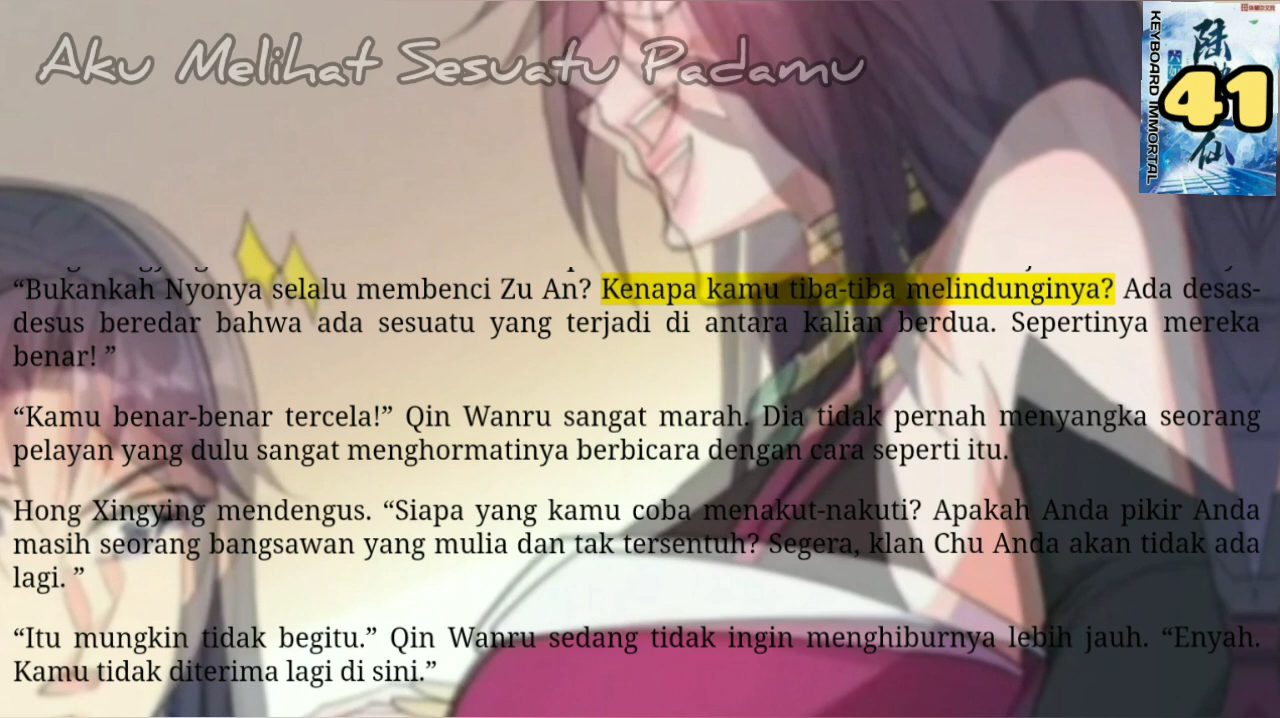 Aku Melihat Sesuatu Padamu
KEYBOARD IMMORTAL
41
“Bukankah Nyonya selalu membenci Zu An? Kenapa kamu tiba-tiba melindunginya? Ada desas-
desus beredar bahwa ada sesuatu yang terjadi di antara kalian berdua. Sepertinya mereka
benar! ”
“Kamu benar-benar tercela!” Qin Wanru sangat marah. Dia tidak pernah menyangka seorang
pelayan yang dulu sangat menghormatinya berbicara dengan cara seperti itu.
Hong Xingying mendengus. “Siapa yang kamu coba menakut-nakuti? Apakah Anda pikir Anda
masih seorang bangsawan yang mulia dan tak tersentuh? Segera, klan Chu Anda akan tidak ada
lagi. ”
“Itu mungkin tidak begitu.” Qin Wanru sedang tidak ingin menghiburnya lebih jauh. “Enyah.
Kamu tidak diterima lagi di sini.”